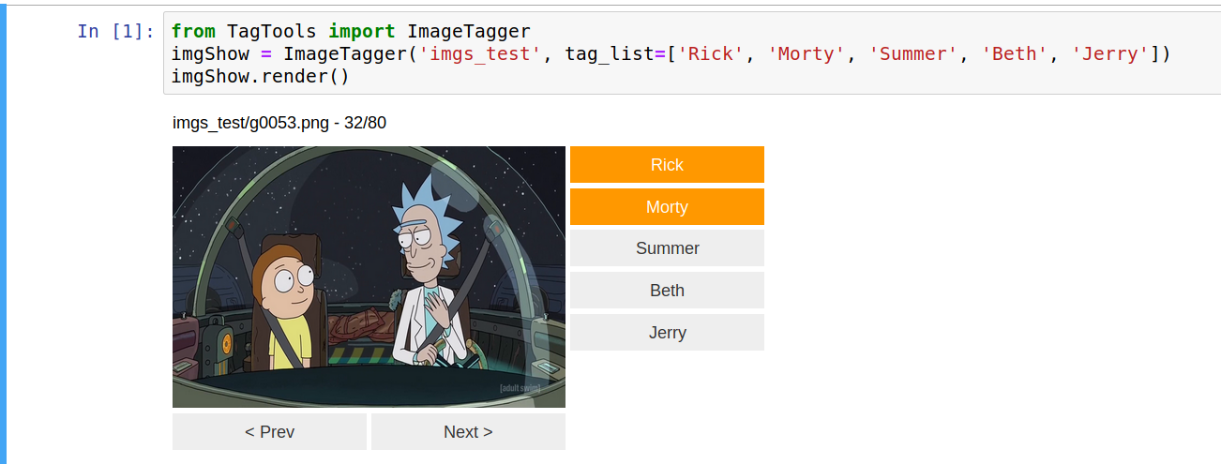 In [1]: from TagTools import ImageTagger
imgShow = ImageTagger('imgs_test', tag_list=['Rick', 'Morty', 'Summer', 'Beth', 'Jerry'])
imgShow.render()
imgs_test/g0053.png - 32/80
Rick
Morty
Summer
Beth
Jerry
[adult swim]
< Prev
Next >